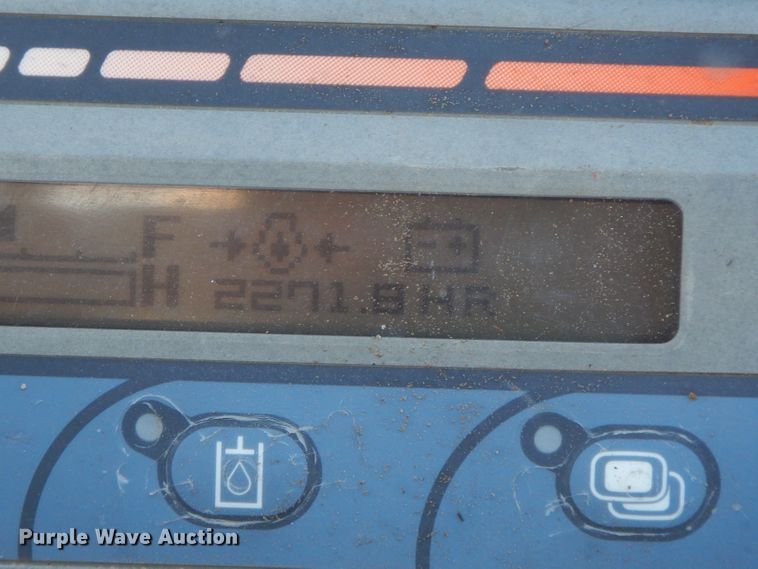 F
H
2271.8 HR
Purple Wave Auction